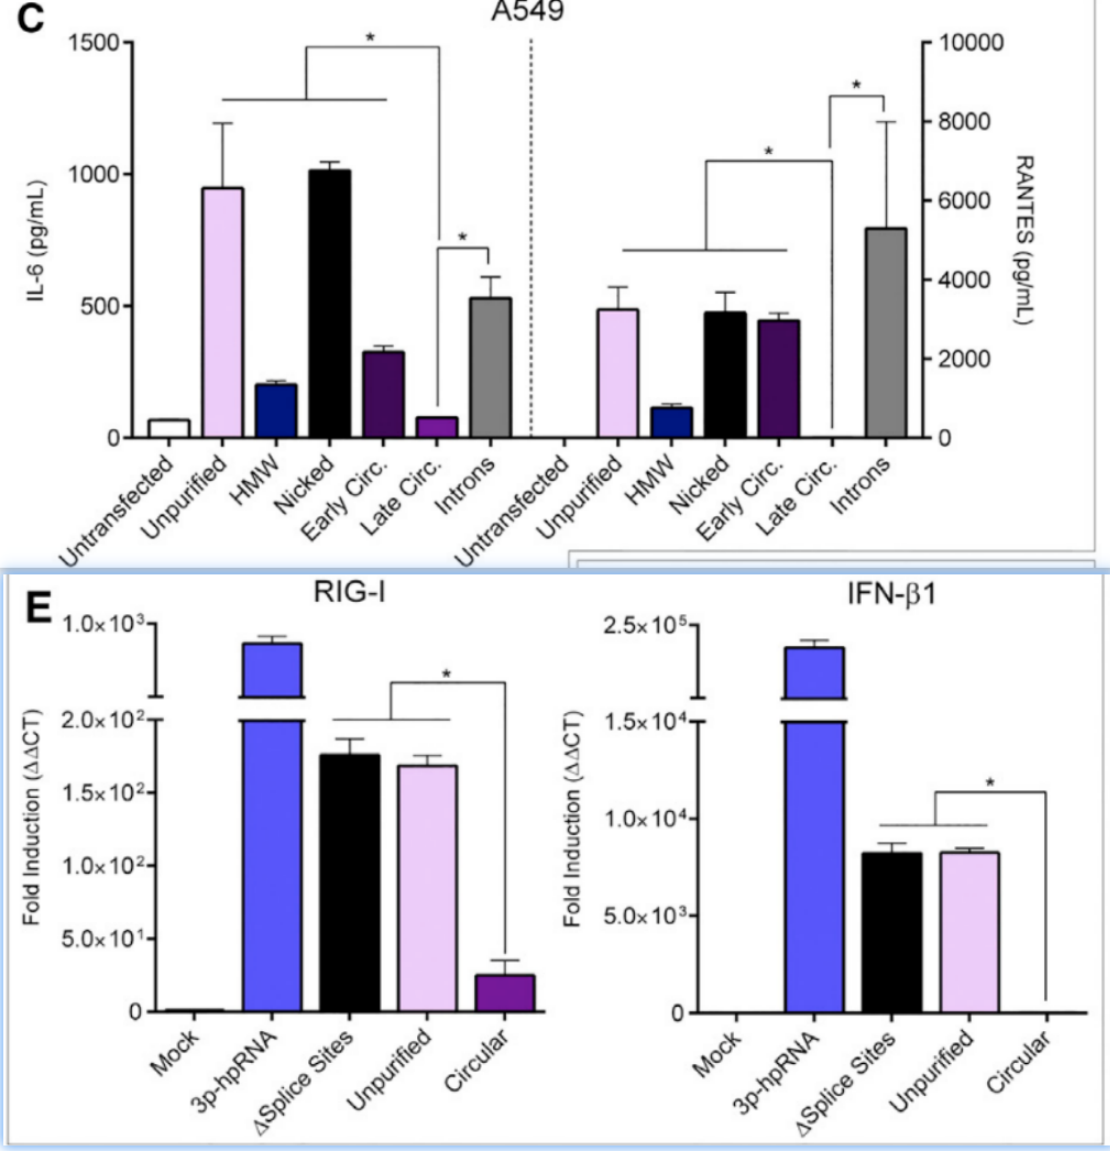 C
A549
*
*
*
*
1500
1000
500
0
IL-6 (pg/mL)
10000
8000
6000
4000
2000
0
RANTES (pg/mL)
Untransfected
Unpurified
HMW
Nicked
Early Circ.
Late Circ.
Introns
Untransfected
Unpurified
HMW
Nicked
Early Circ.
Late Circ.
Introns
E
RIG-I
1.0×10³
2.0×10²
1.5×10²
1.0×10²
5.0×10¹
0
Fold Induction (ΔΔCT)
*
Mock
3p-hpRNA
ΔSplice Sites
Unpurified
Circular
IFN-β1
2.5×10⁵
1.5×10⁴
1.0×10⁴
5.0×10³
0
Fold Induction (ΔΔCT)
*
Mock
3p-hpRNA
ΔSplice Sites
Unpurified
Circular